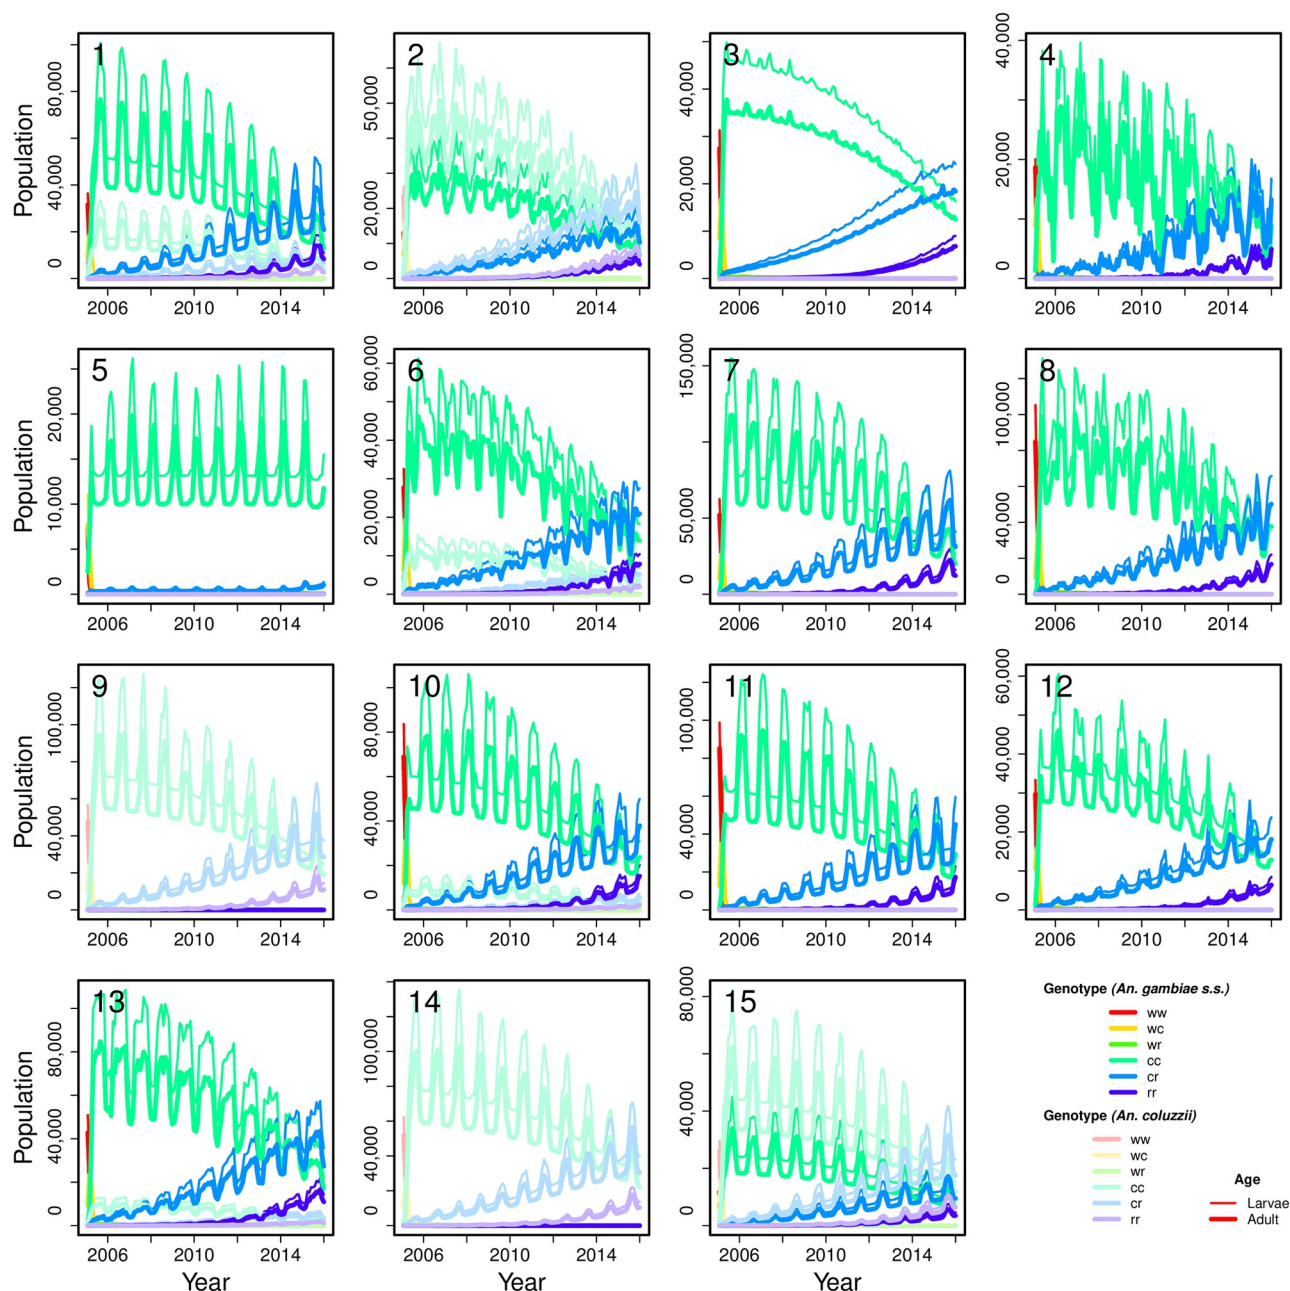 1
2
3
4
Population
0
40,000
80,000
0
20,000
50,000
0
20,000
40,000
0
20,000
40,000
2006 2010 2014
2006 2010 2014
2006 2010 2014
2006 2010 2014
5
6
7
8
Population
0
10,000
20,000
0
20,000
40,000
60,000
0
50,000
150,000
0
40,000
100,000
2006 2010 2014
2006 2010 2014
2006 2010 2014
2006 2010 2014
9
10
11
12
Population
0
40,000
100,000
0
40,000
80,000
0
40,000
100,000
0
20,000
40,000
60,000
2006 2010 2014
2006 2010 2014
2006 2010 2014
2006 2010 2014
13
14
15
Population
0
40,000
80,000
0
40,000
100,000
0
40,000
80,000
2006 2010 2014
2006 2010 2014
2006 2010 2014
Year
Year
Year
Genotype (An. gambiae s.s.)
ww
wc
wr
cc
cr
rr
Genotype (An. coluzzii)
ww
wc
wr
cc
cr
rr
Age
Larvae
Adult